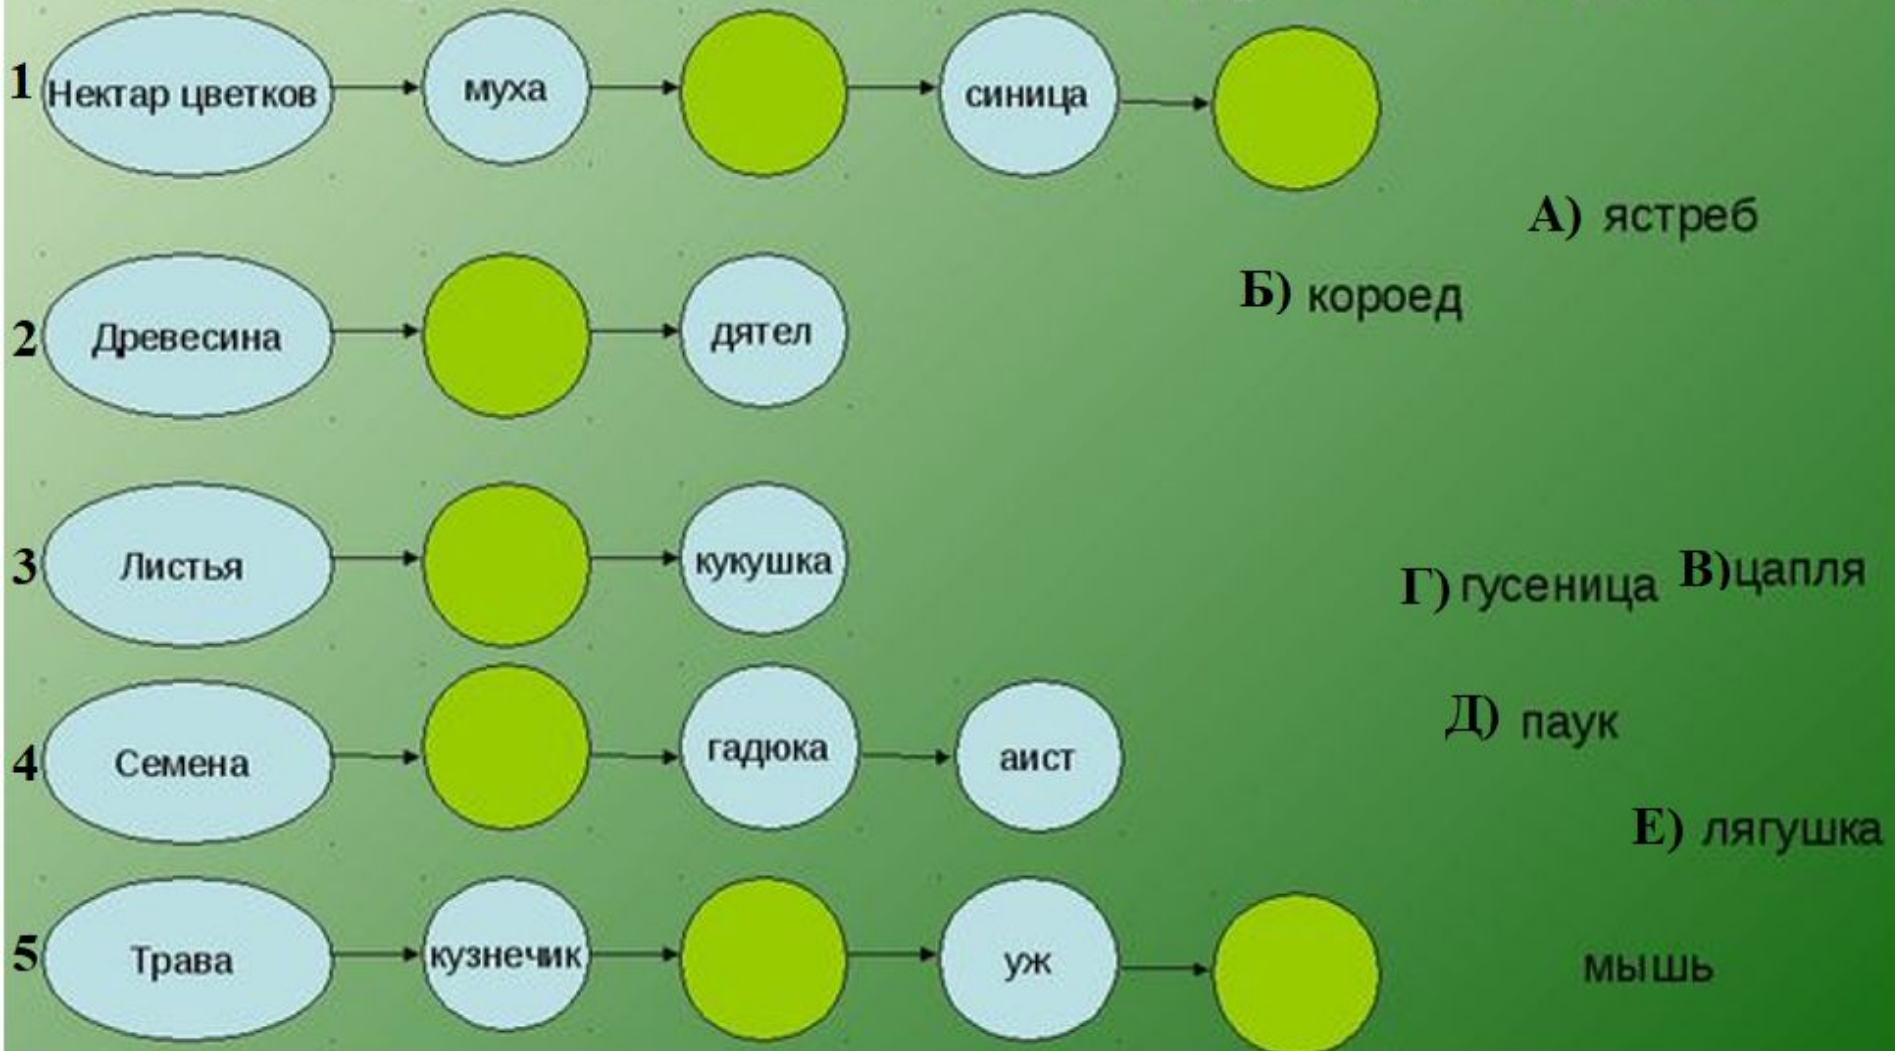 1 Нектар цветков муха синица
А) ястреб
Б) короед
2 Древесина дятел
3 Листья кукушка
Г) гусеница В) цапля
4 Семена гадюка аист
Д) паук
Е) лягушка
5 Трава кузнечик уж
мышь